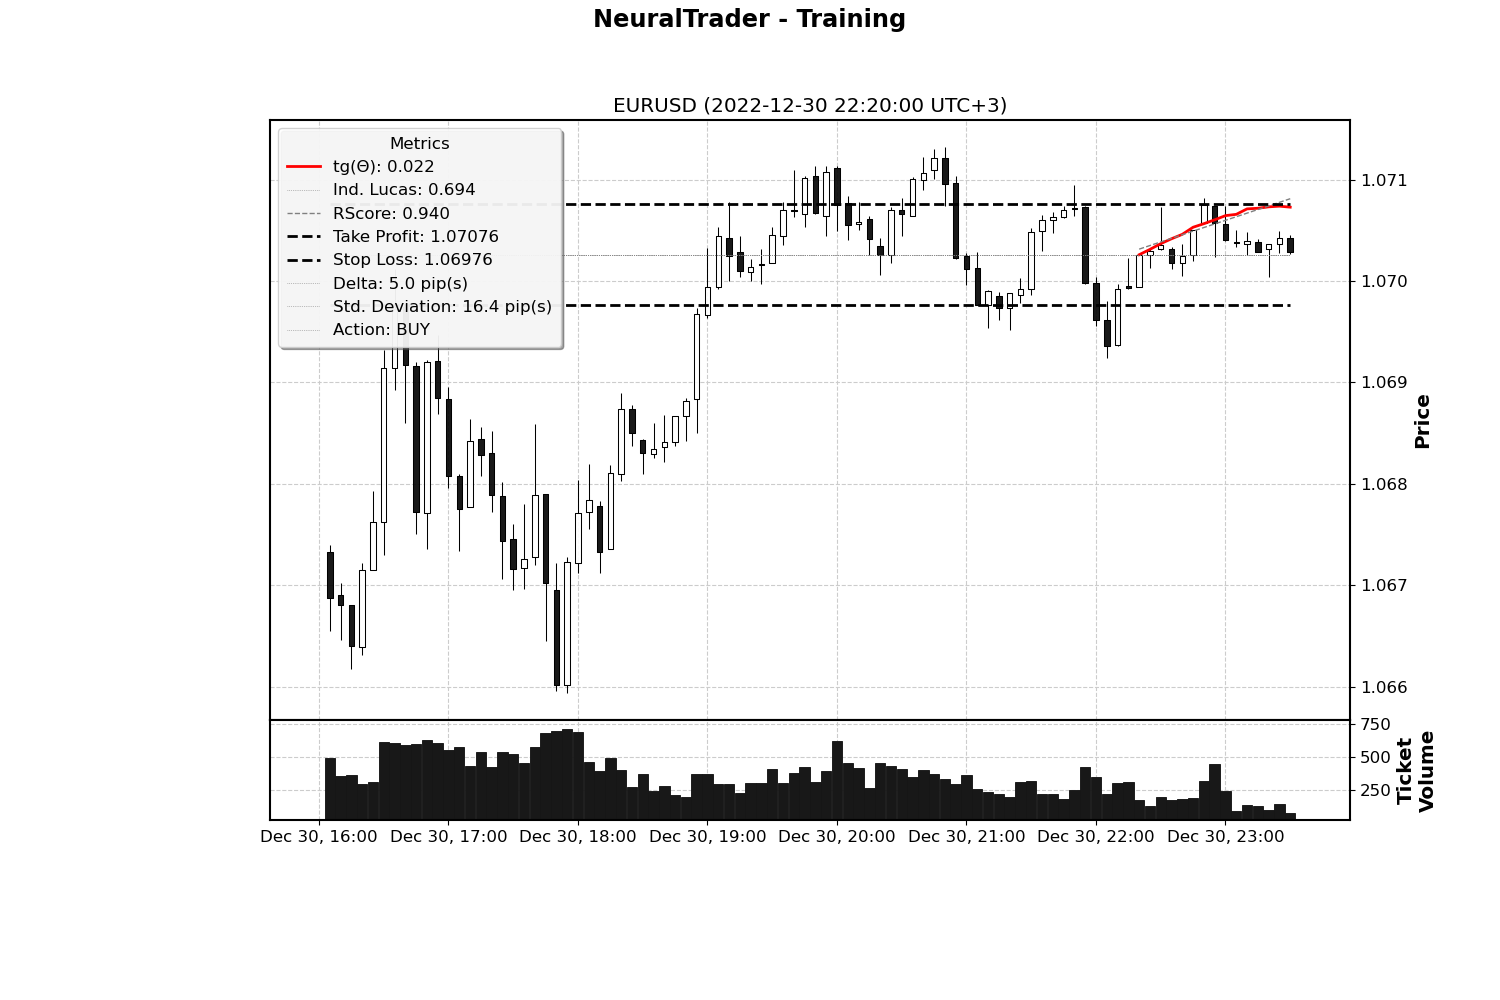 NeuralTrader - Training
EURUSD (2022-12-30 22:20:00 UTC+3)
Metrics
tg(Θ): 0.022
Ind. Lucas: 0.694
RScore: 0.940
Take Profit: 1.07076
Stop Loss: 1.06976
Delta: 5.0 pip(s)
Std. Deviation: 16.4 pip(s)
Action: BUY
1.071
1.070
1.069
1.068
1.067
1.066
Price
750
500
250
Ticket
Volume
Dec 30, 16:00 Dec 30, 17:00 Dec 30, 18:00 Dec 30, 19:00 Dec 30, 20:00 Dec 30, 21:00 Dec 30, 22:00 Dec 30, 23:00